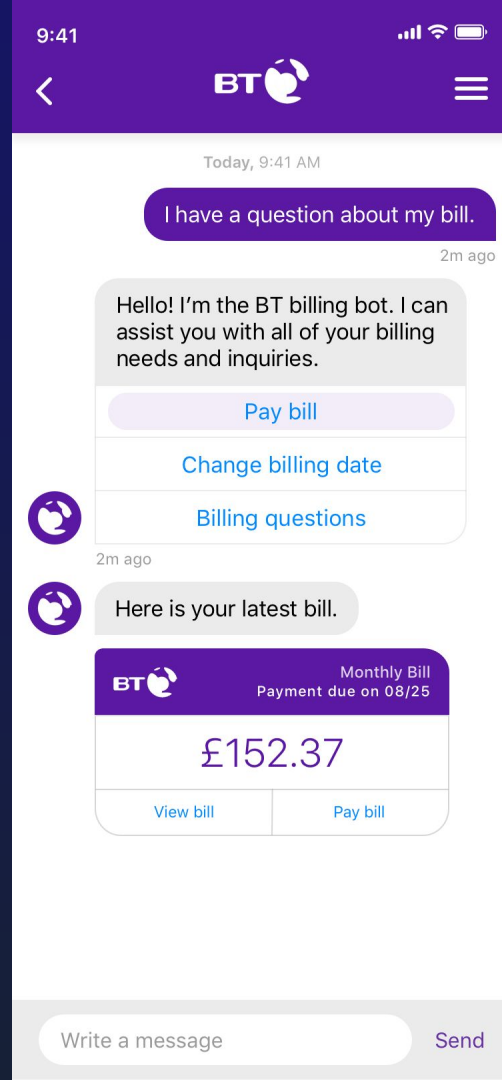 9:41
BT
Today, 9:41 AM
I have a question about my bill.
2m ago
Hello! I’m the BT billing bot. I can
assist you with all of your billing
needs and inquiries.
Pay bill
Change billing date
Billing questions
2m ago
Here is your latest bill.
BT
Monthly Bill
Payment due on 08/25
£152.37
View bill
Pay bill
Write a message
Send